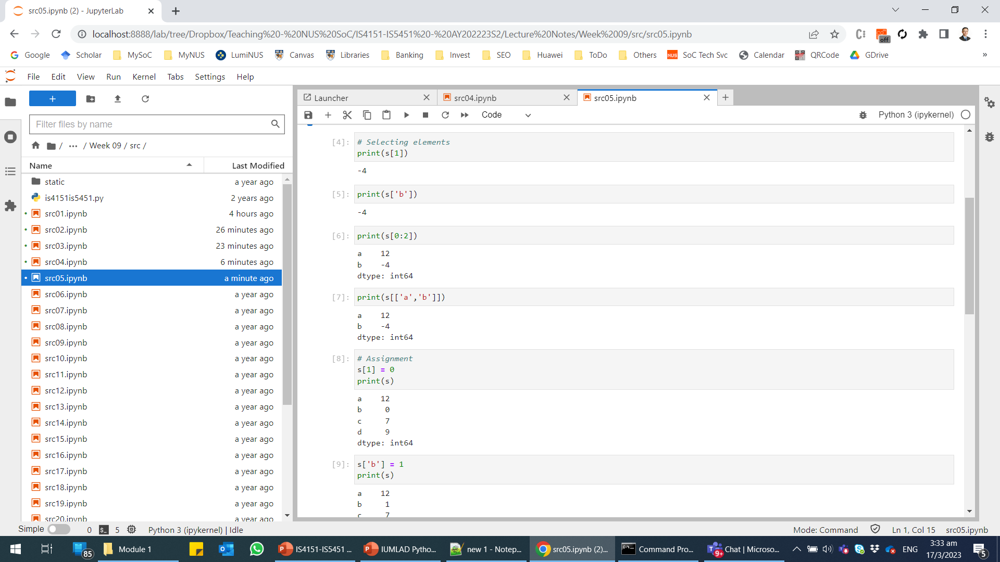 src05.ipynb (2) - JupyterLab
localhost:8888/lab/tree/Dropbox/Teaching%20-%20NUS%20SoC/IS4151-IS5451%20-%20AY202223S2/Lecture%20Notes/Week%2009/src/src05.ipynb
off
Google Scholar MySoC MyNUS LumiNUS Canvas Libraries Banking Invest SEO Huawei ToDo Others NUS SoC Tech Svc Calendar QRCode GDrive »
File Edit View Run Kernel Tabs Settings Help
Launcher src04.ipynb src05.ipynb
Code Python 3 (ipykernel)
Filter files by name
/ ··· / Week 09 / src /
Name Last Modified
static a year ago
is4151is5451.py 2 years ago
src01.ipynb 4 hours ago
src02.ipynb 26 minutes ago
src03.ipynb 23 minutes ago
src04.ipynb 6 minutes ago
src05.ipynb a minute ago
src06.ipynb a year ago
src07.ipynb a year ago
src08.ipynb a year ago
src09.ipynb a year ago
src10.ipynb a year ago
src11.ipynb a year ago
src12.ipynb a year ago
src13.ipynb a year ago
src14.ipynb a year ago
src15.ipynb a year ago
src16.ipynb a year ago
src17.ipynb a year ago
src18.ipynb a year ago
src19.ipynb a year ago
src20.ipynb a year ago
[4]: # Selecting elements
print(s[1])
-4
[5]: print(s['b'])
-4
[6]: print(s[0:2])
a 12
b -4
dtype: int64
[7]: print(s[['a','b']])
a 12
b -4
dtype: int64
[8]: # Assignment
s[1] = 0
print(s)
a 12
b 0
c 7
d 9
dtype: int64
[9]: s['b'] = 1
print(s)
a 12
b 1
c 7
Simple 0 $_ 5 Python 3 (ipykernel) | Idle Mode: Command Ln 1, Col 15 src05.ipynb
85 Module 1 IS4151-IS5451 ... IUMLAD Pytho... new 1 - Notep... src05.ipynb (2)... Command Pro... 9+ Chat | Microso... ENG 3:33 am
17/3/2023 5